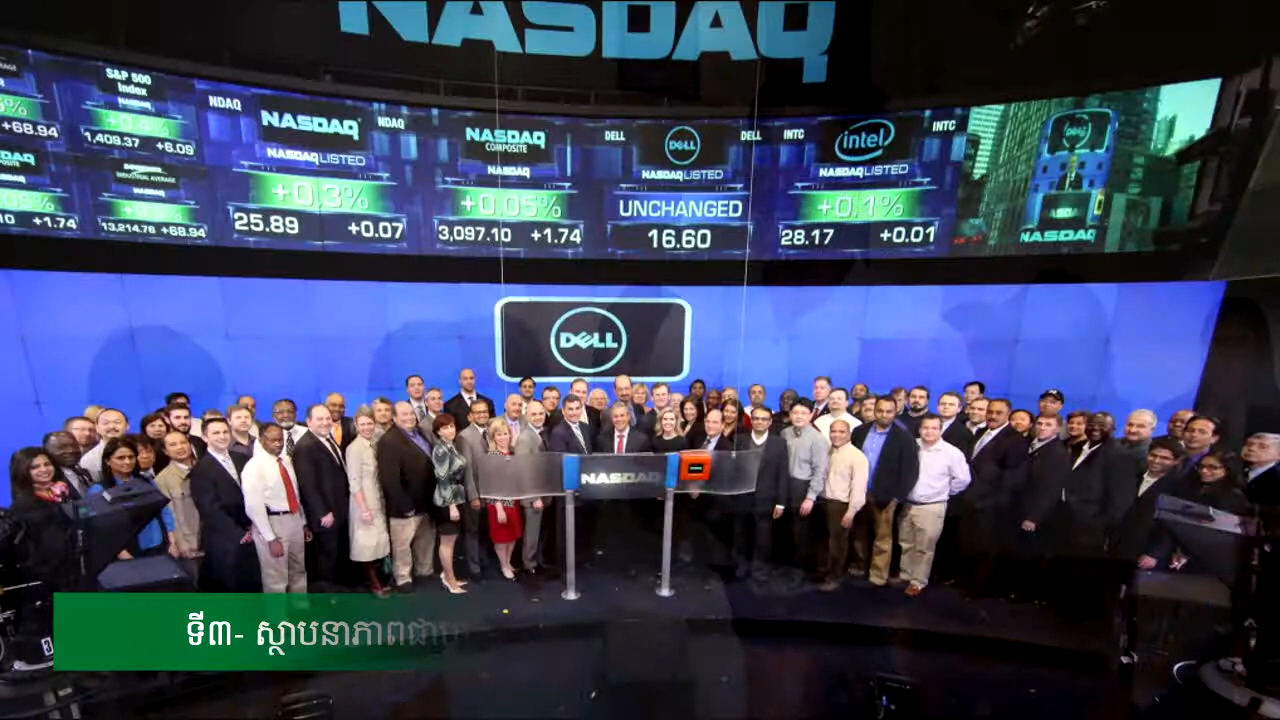 NASDAQ
S&P 500
Index
NASDAQ
1,409.37 +6.09
+68.94
NDAQ
NASDAQ
NDAQ
NASDAQ LISTED
+0.3%
25.89 +0.07
NASDAQ
COMPOSITE
NASDAQ
+0.05%
3,097.10 +1.74
DELL
DELL
DELL
NASDAQ LISTED
UNCHANGED
16.60
INTC
intel
INTC
NASDAQ LISTED
+0.1%
28.17 +0.01
+1.74
INDUSTRIAL AVERAGE
13,214.76 +68.94
NASDAQ
DELL
NASDAQ
ទី៣- ស្ថាបនាភាពជា